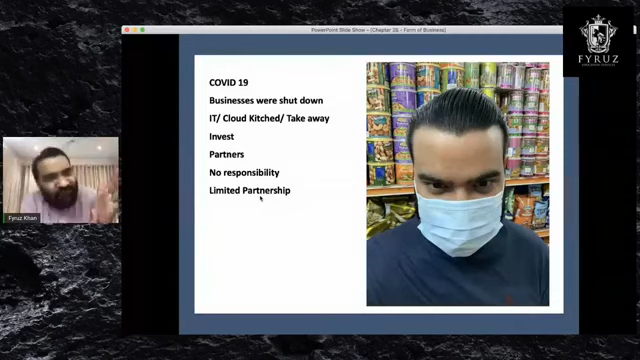 PowerPoint Slide Show - [Chapter 28 - Form of Business]
FYRUZ
COVID 19
Businesses were shut down
IT/ Cloud Kitched/ Take away
Invest
Partners
No responsibility
Limited Partnership
Fyruz Khan